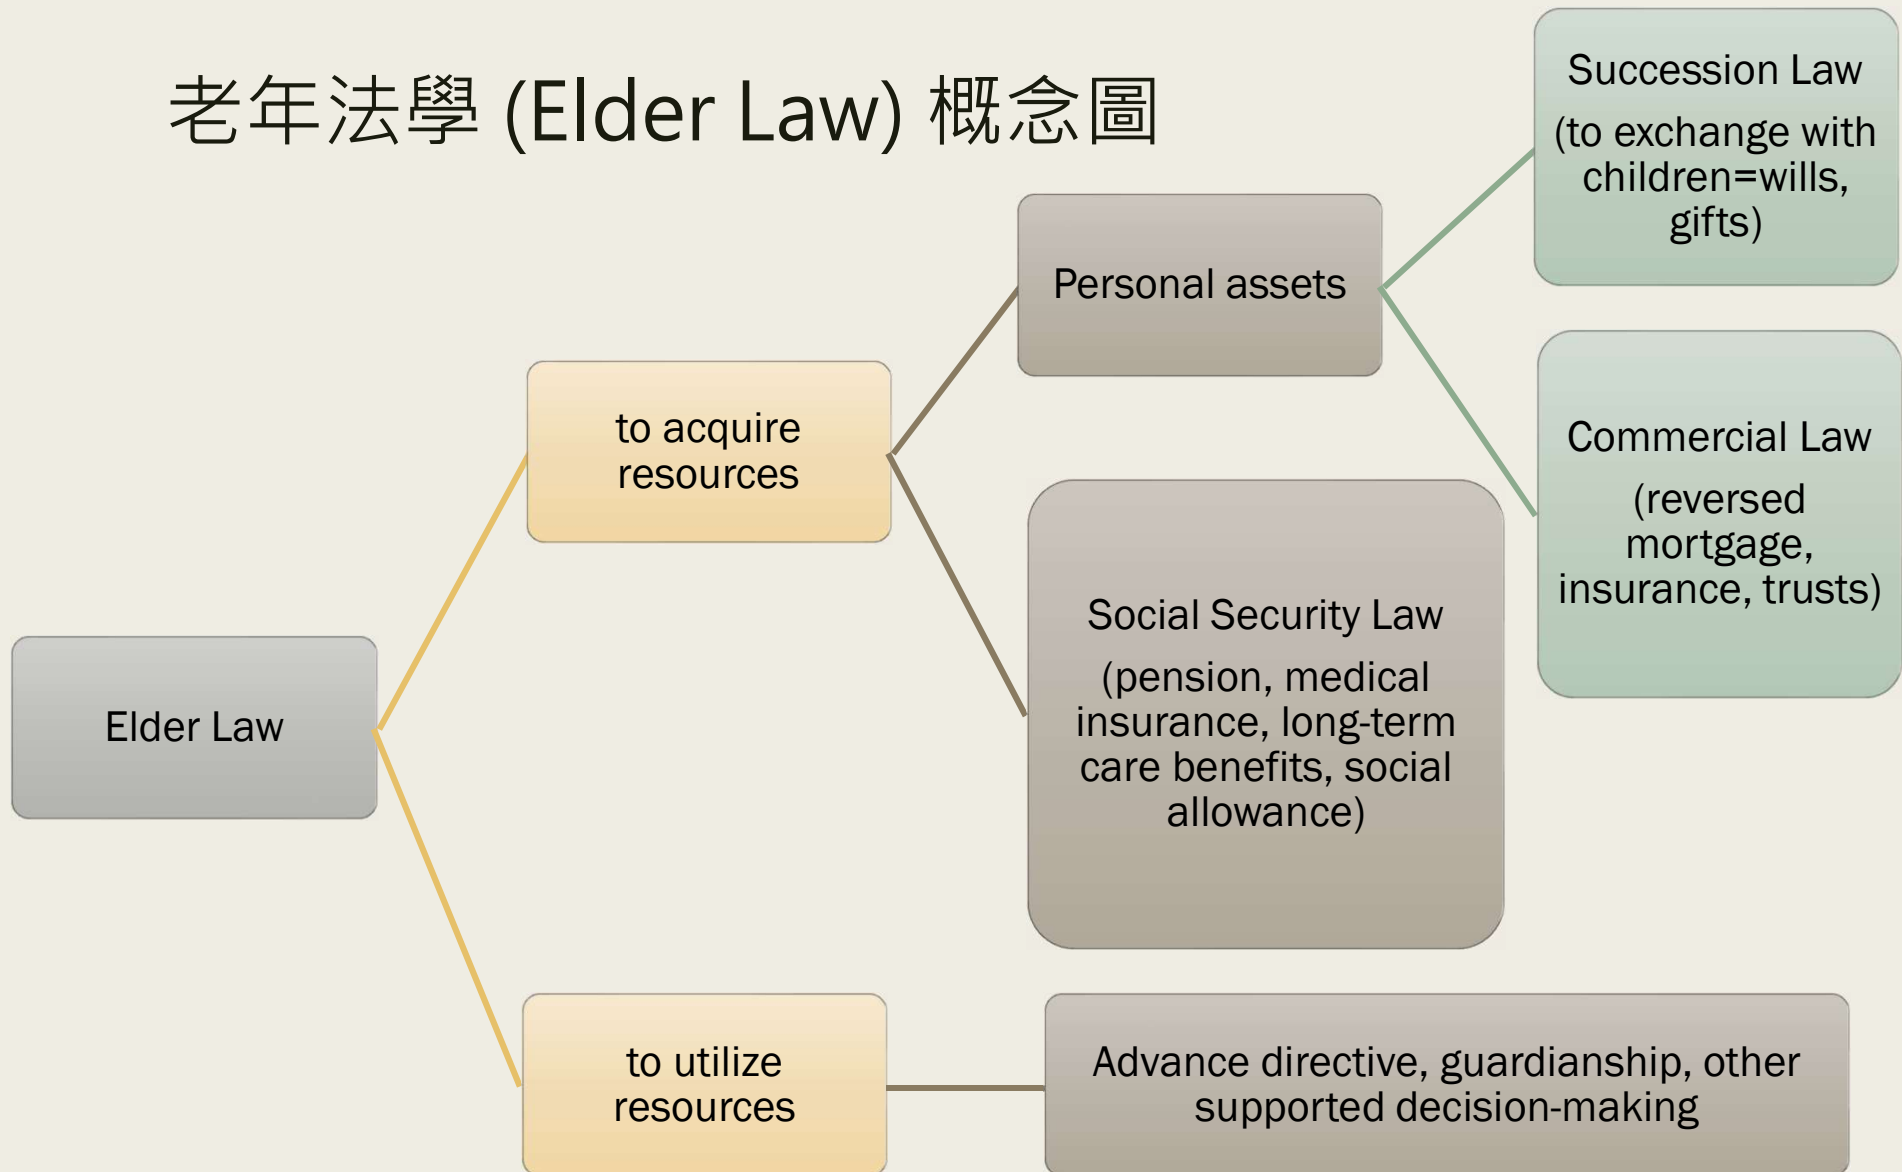 老年法學 (Elder Law) 概念圖
Elder Law
to acquire
resources
Personal assets
Succession Law
(to exchange with
children=wills,
gifts)
Commercial Law
(reversed
mortgage,
insurance, trusts)
Social Security Law
(pension, medical
insurance, long-term
care benefits, social
allowance)
to utilize
resources
Advance directive, guardianship, other
supported decision-making